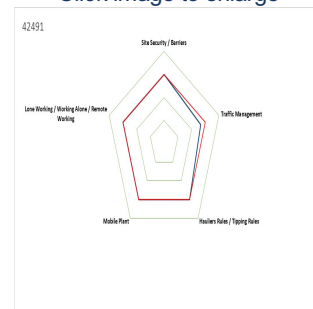 Click image to enlarge
42491
Site Security / Barriers
Lone Working / Working Alone / Remote
Working
Traffic Management
Mobile Plant
Hauliers Rules / Tipping Rules